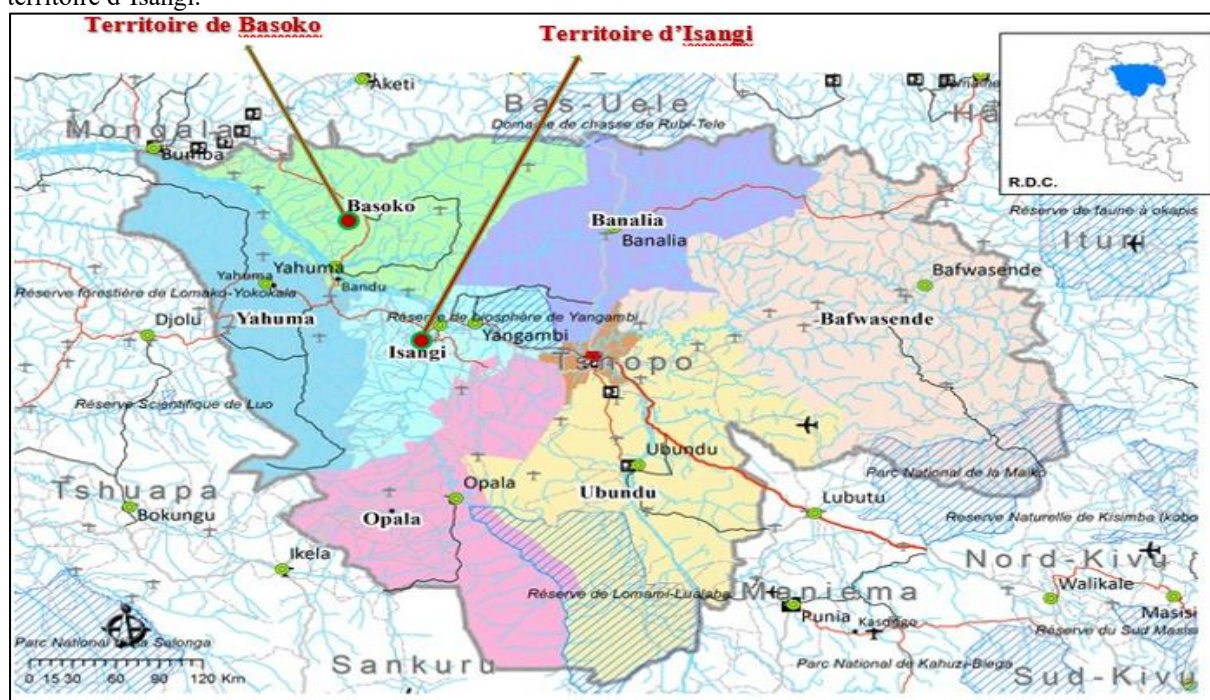 territoire d'Isangi.
Territoire de Basoko
Territoire d'Isangi
Aketi
Bas-Uele
Domaine de chasse de Rubi-Tele
Mongala
Bumba
R.D.C.
Basoko
Banalia
Banalia
Réserve de faune à okapis
Ituri
Yahuma
Yahuma
Bandu
Bafwasende
Réserve forestière de Lomako-Yokokala
Yahuma
Réserve de biosphère de Yangambi
Bafwasende
Djolu
Yangambi
Isangi
Tshopo
Réserve Scientifique de Luo
Ubundu
Parc National de la Maiko
Tshuapa
Opala
Ubundu
Lubutu
Bokungu
Opala
Reserve Naturelle de Kisimba Ikobo
Ikela
Nord-Kivu
Réserve de Lomami-Lualaba
Maniema
Walikale
Masisi
Punia
Kasongo
Réserve du Sud Masisi
Parc National de la Salonga
Sankuru
Parc National de Kahuzi-Biega
Sud-Kivu
0 15 30 60 90 120 Km